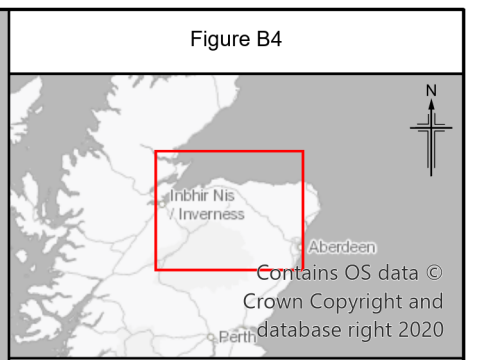 Figure B4
N
Inbhir Nis
/ Inverness
Aberdeen
Contains OS data ©
Crown Copyright and
Perth
database right 2020